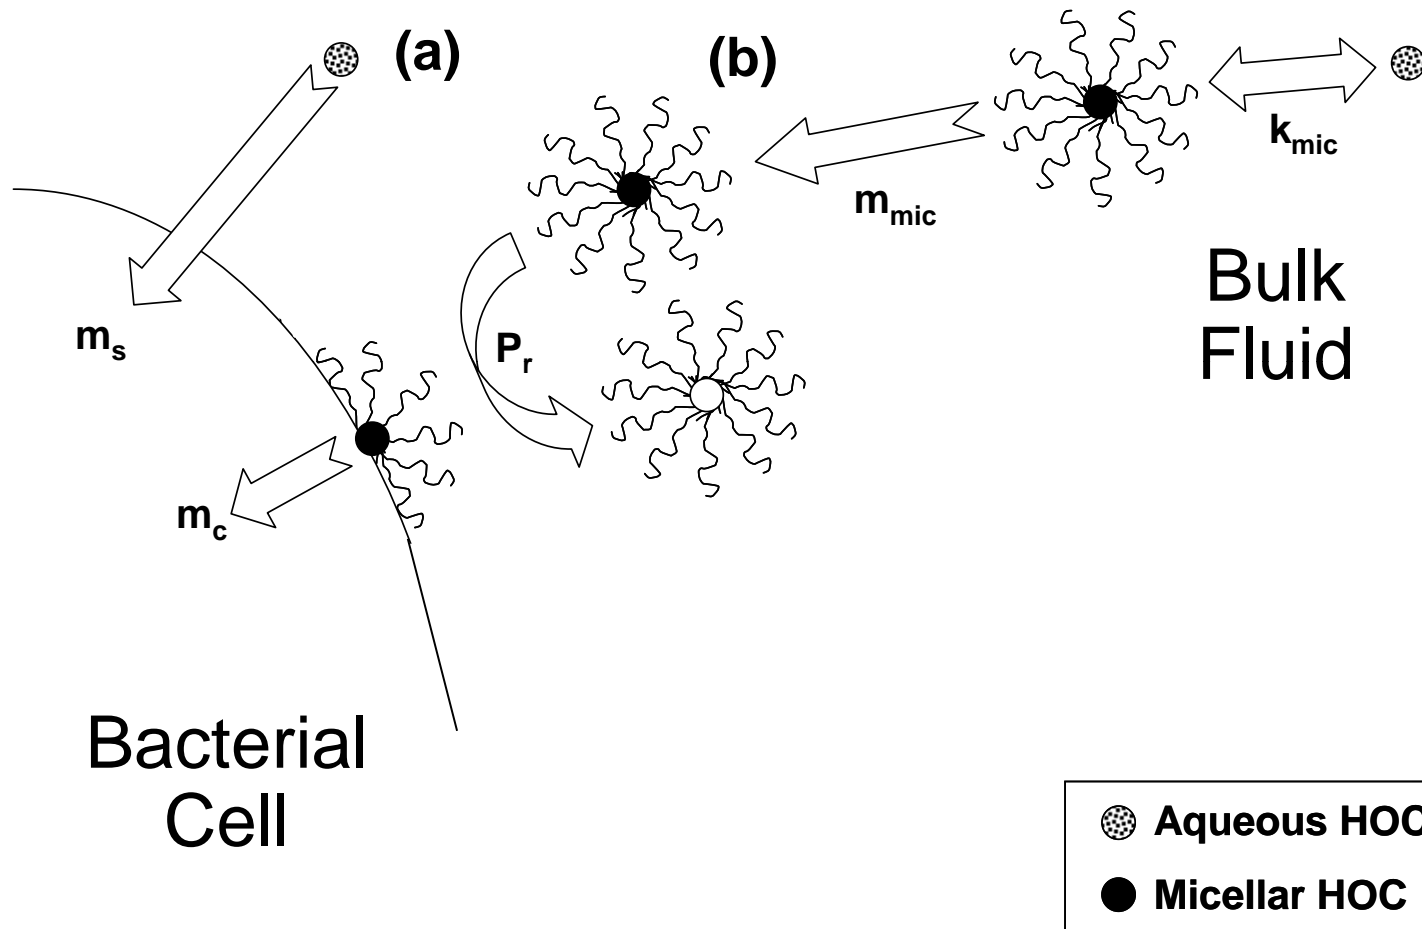 (a)
(b)
k_mic
m_mic
Bulk
Fluid
m_s
P_r
m_c
Bacterial
Cell
Aqueous HOC
Micellar HOC